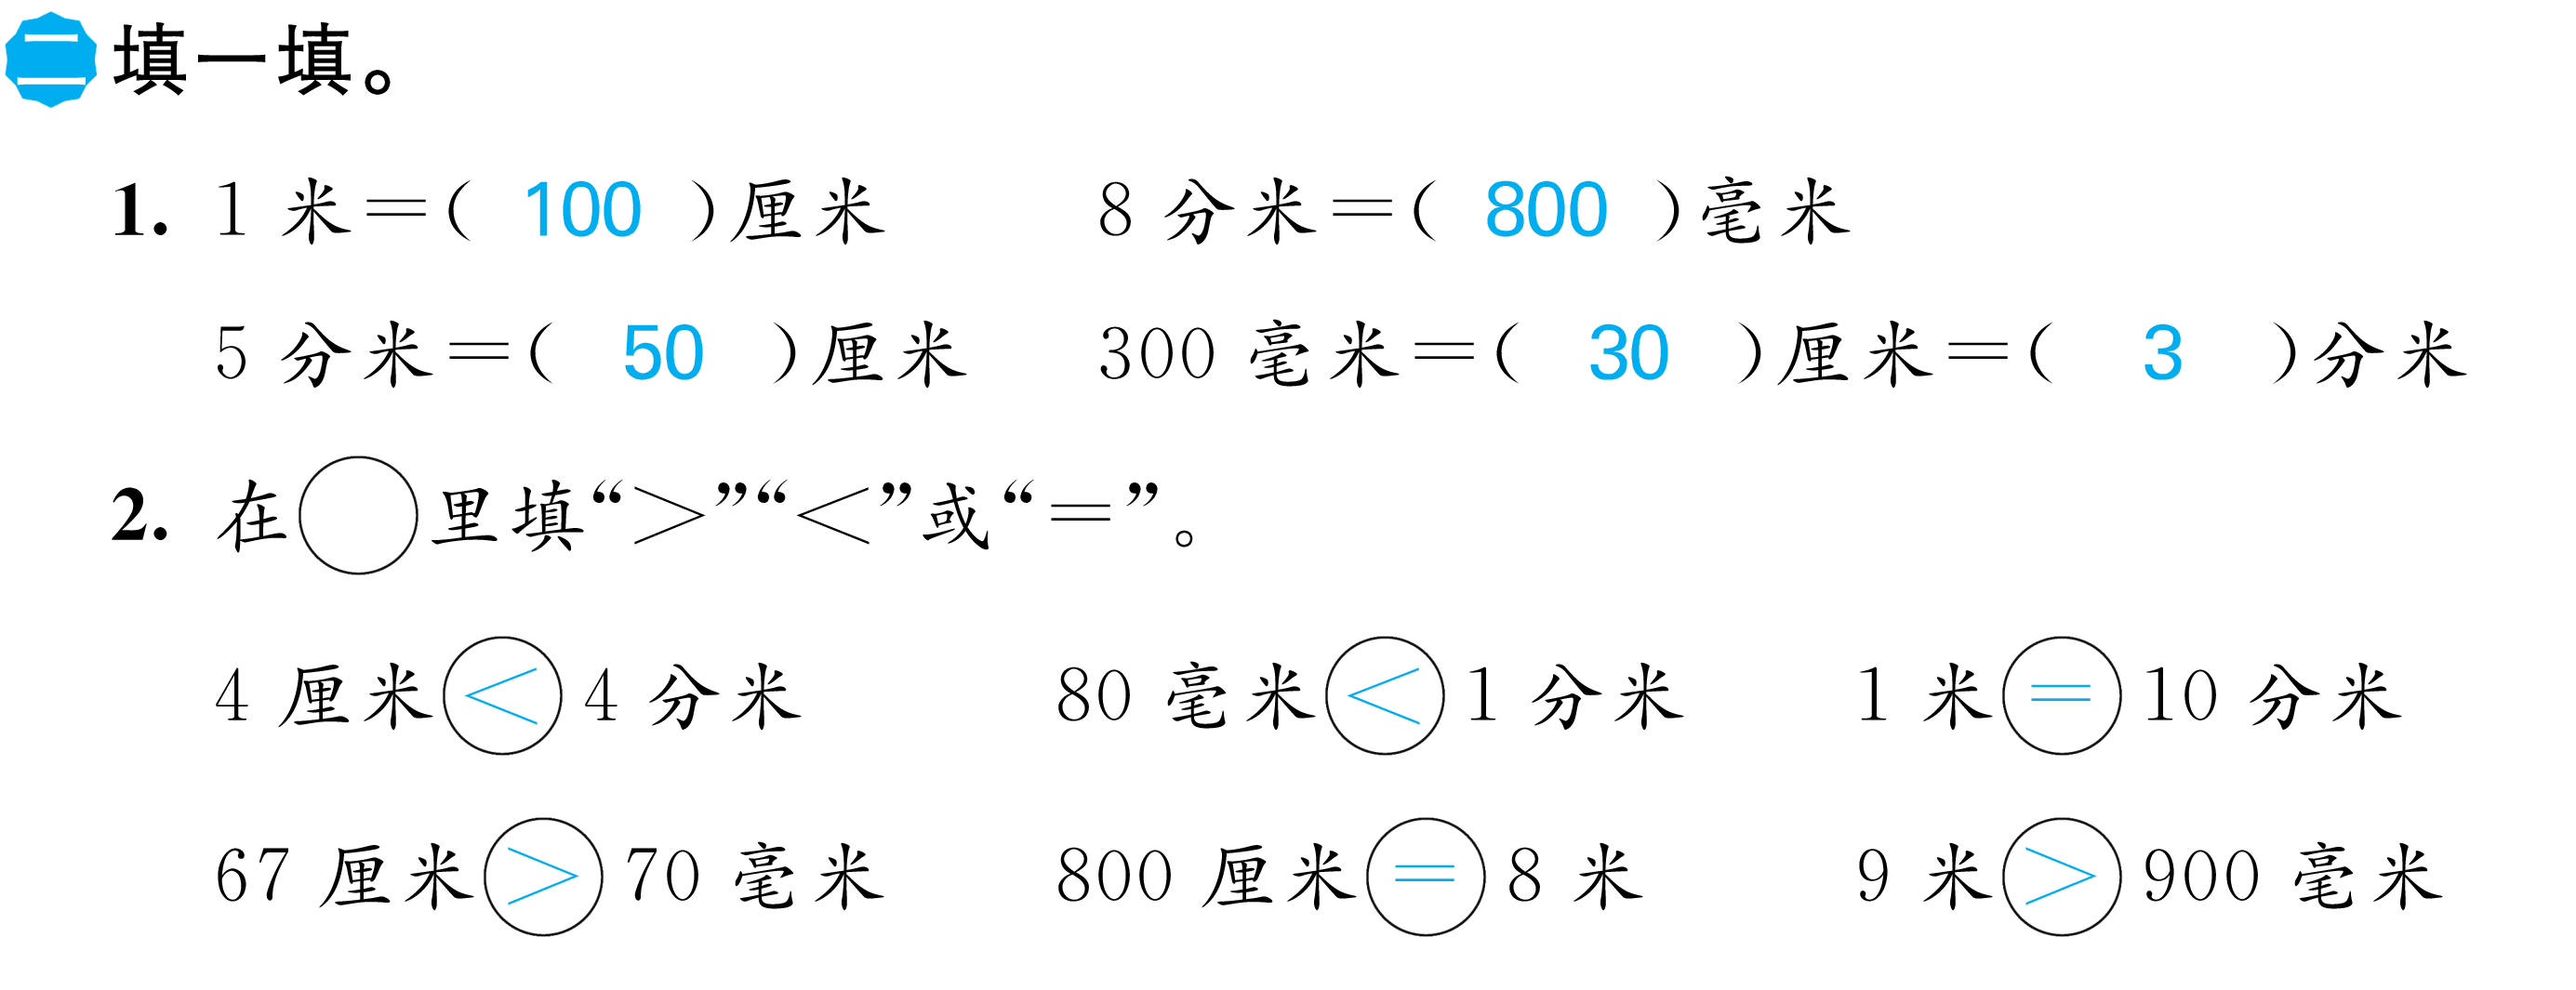 二 填一填。
1. 1 米=( 100 )厘米 8 分米=( 800 )毫米
5 分米=( 50 )厘米 300 毫米=( 30 )厘米=( 3 )分米
2. 在○里填“>”“<”或“=”。
4 厘米<4 分米 80 毫米<1 分米 1 米=10 分米
67 厘米>70 毫米 800 厘米=8 米 9 米>900 毫米